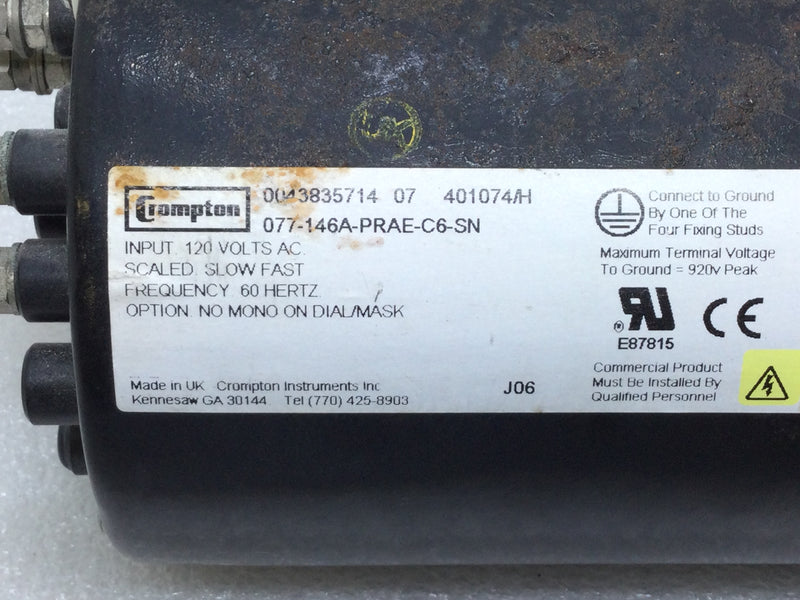 Crompton
0043835714 07 401074/H
077-146A-PRAE-C6-SN
INPUT. 120 VOLTS AC.
SCALED. SLOW FAST
FREQUENCY. 60 HERTZ.
OPTION. NO MONO ON DIAL/MASK
Made in UK Crompton Instruments Inc
Kennesaw GA 30144 Tel (770) 425-8903
J06
Connect to Ground
By One Of The
Four Fixing Studs
Maximum Terminal Voltage
To Ground = 920v Peak
RU ® CE
E87815
Commercial Product
Must Be Installed By
Qualified Personnel